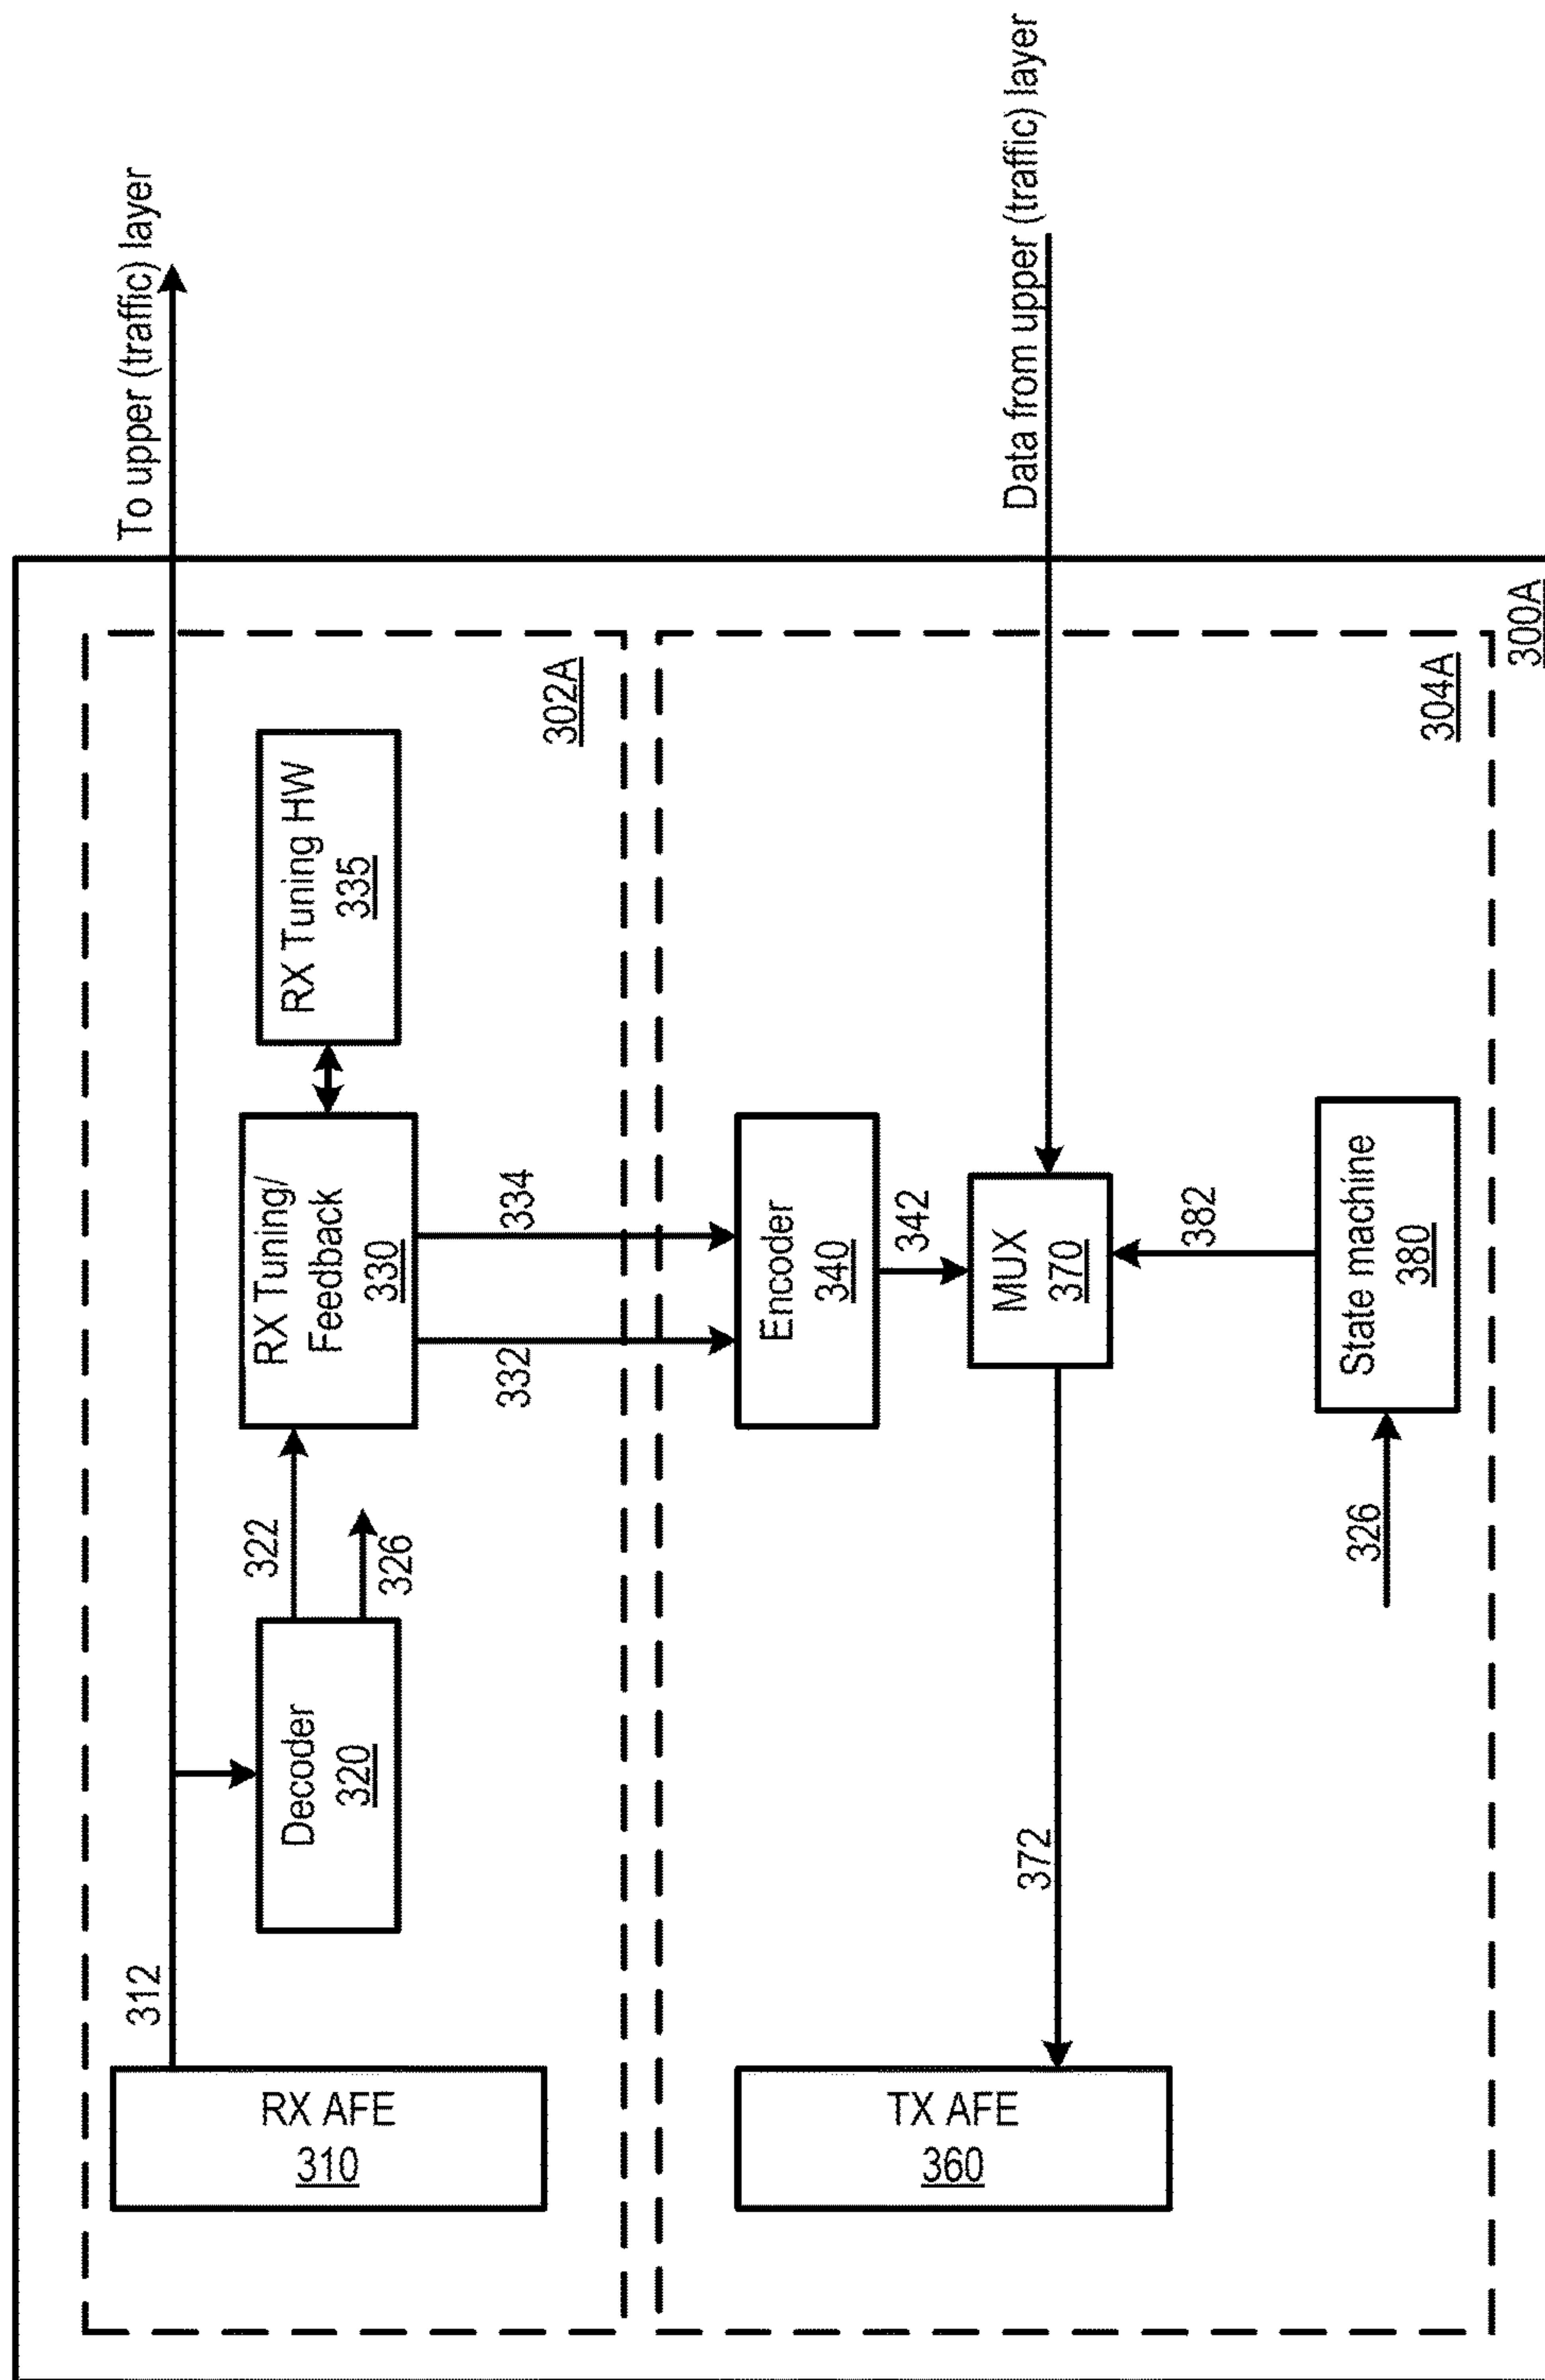 To upper (traffic) layer
312
RX AFE
310
Decoder
320
322
326
RX Tuning/
Feedback
330
RX Tuning HW
335
332
334
302A
TX AFE
360
372
Encoder
340
342
MUX
370
Data from upper (traffic) layer
382
326
State machine
380
304A
300A